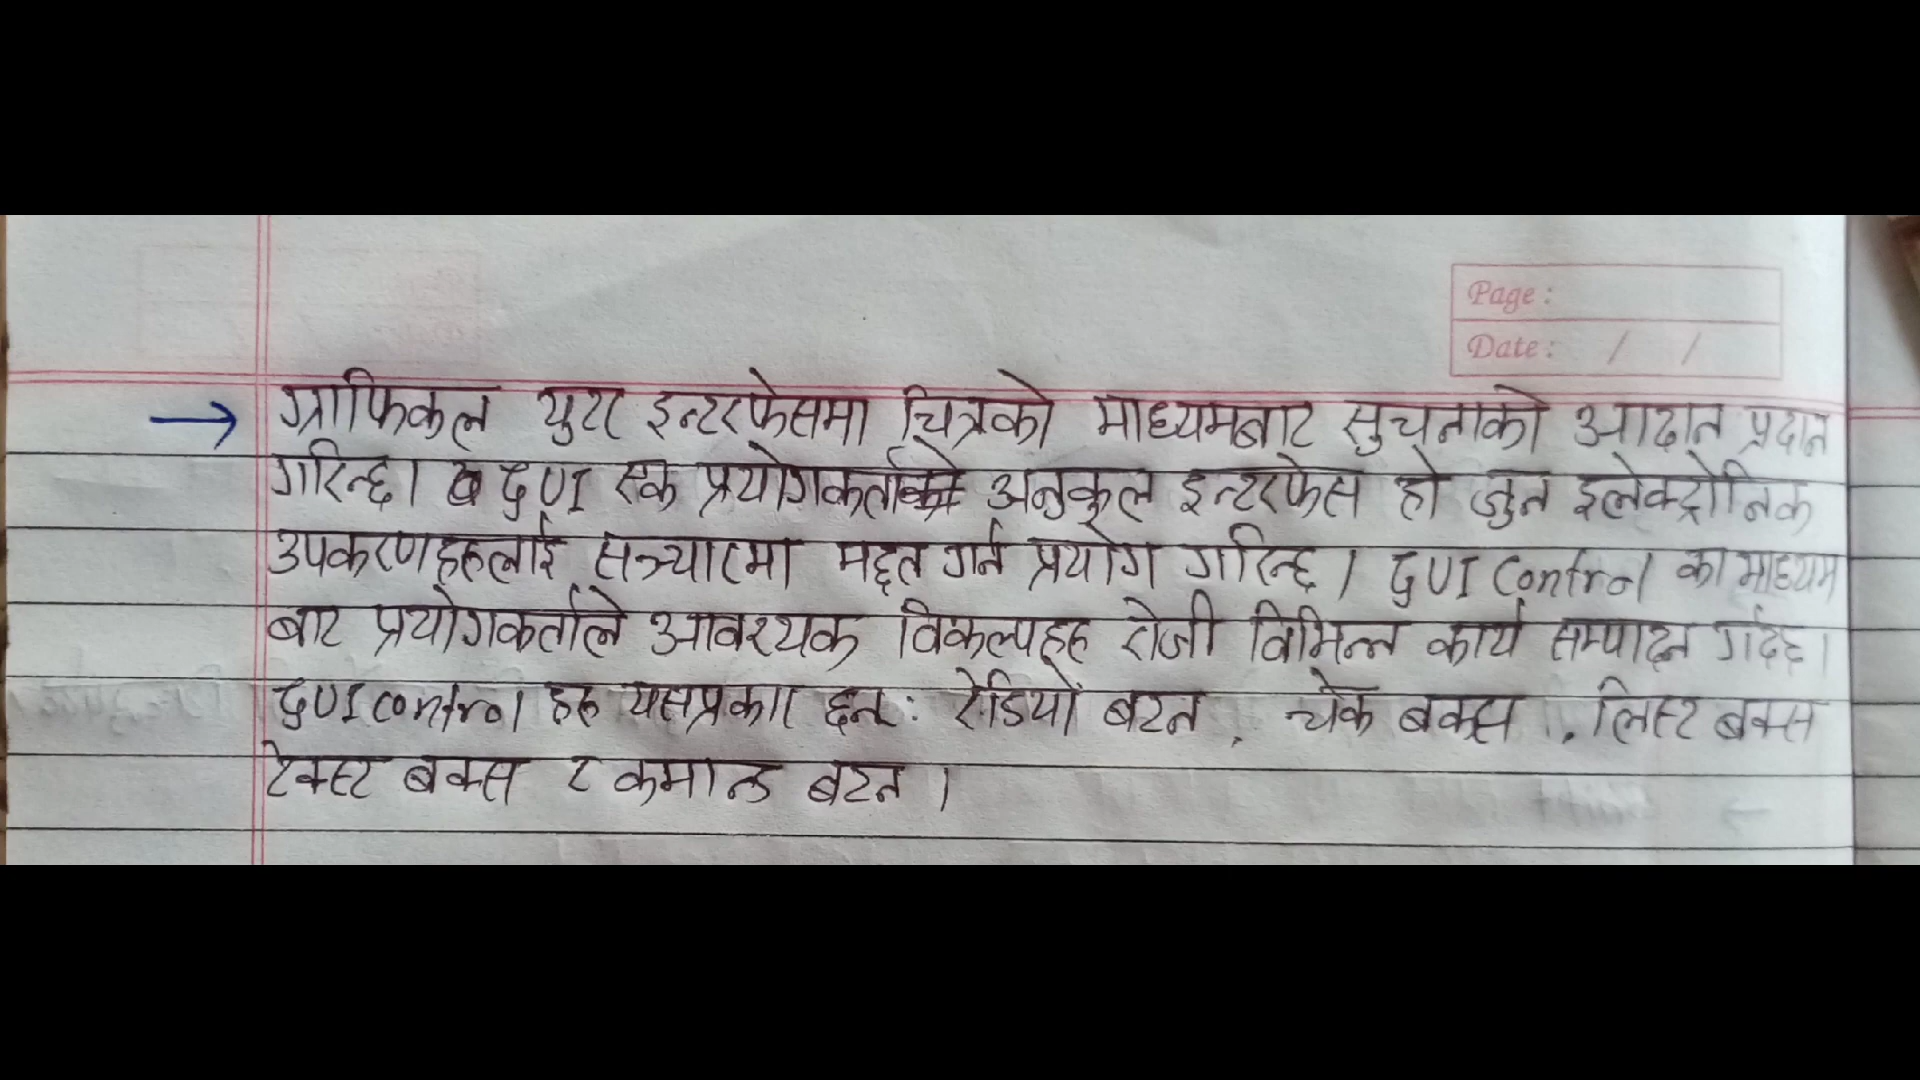 Page :
Date : / /
→ ग्राफिकल युटर इन्टरफेसमा चित्रको माध्यमबाट सुचनाको आदान प्रदान
गरिन्छ। GUI एक प्रयोगकर्ताको अनुकुल इन्टरफेस हो जुन इलेक्ट्रोनिक
उपकरणहरूलाई सञ्चारमा मद्दत गर्न प्रयोग गरिन्छ। GUI control का माध्यम
बाट प्रयोगकर्ताले आवश्यक विकल्पहरू रोजी विभिन्न कार्य सम्पादन गर्दछ।
GUI control हरू यसप्रकार छन्: रेडियो बटन, चेक बक्स, लिस्ट बक्स
टेक्स्ट बक्स र कमान्ड बटन।